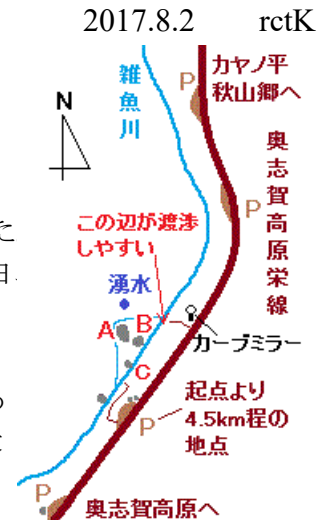 2017.8.2 rctK
カヤノ平
秋山郷へ
P
雑魚川
N
奥志賀高原栄線
P
た
この辺が渡渉
しやすい
湧水
A
B
カーブミラー
C
起点より
4.5km程の
地点
P
P
奥志賀高原へ